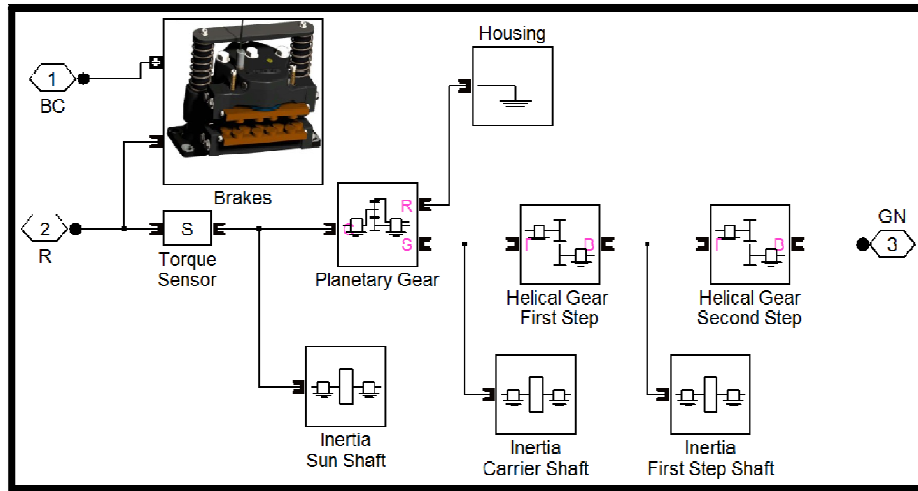 Housing
1
BC
Brakes
R
GN
2
S
S
3
R
Torque
Sensor
Planetary Gear
Helical Gear
First Step
Helical Gear
Second Step
Inertia
Sun Shaft
Inertia
Carrier Shaft
Inertia
First Step Shaft